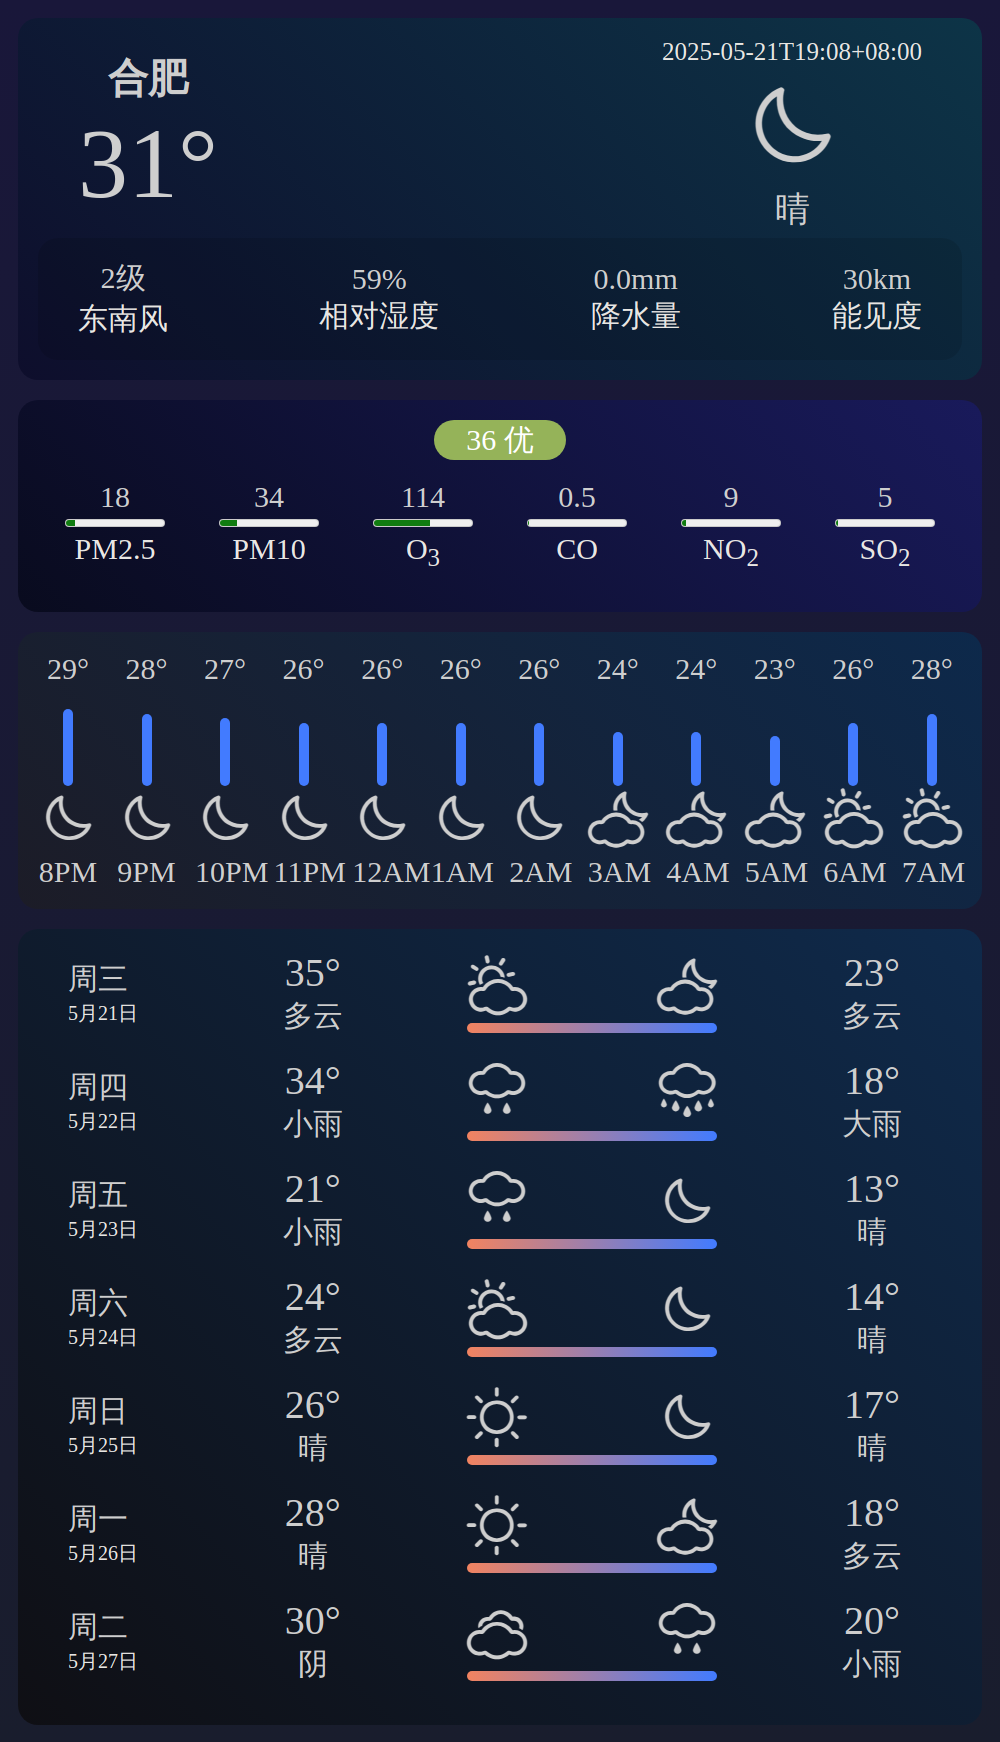 合肥
31°
2025-05-21T19:08+08:00
晴
2级 59% 0.0mm 30km
东南风 相对湿度 降水量 能见度
36 优
18 34 114 0.5 9 5
PM2.5 PM10 O3 CO NO2 SO2
29° 28° 27° 26° 26° 26° 26° 24° 24° 23° 26° 28°
8PM 9PM 10PM 11PM 12AM 1AM 2AM 3AM 4AM 5AM 6AM 7AM
周三 35° 23°
5月21日 多云 多云
周四 34° 18°
5月22日 小雨 大雨
周五 21° 13°
5月23日 小雨 晴
周六 24° 14°
5月24日 多云 晴
周日 26° 17°
5月25日 晴 晴
周一 28° 18°
5月26日 晴 多云
周二 30° 20°
5月27日 阴 小雨